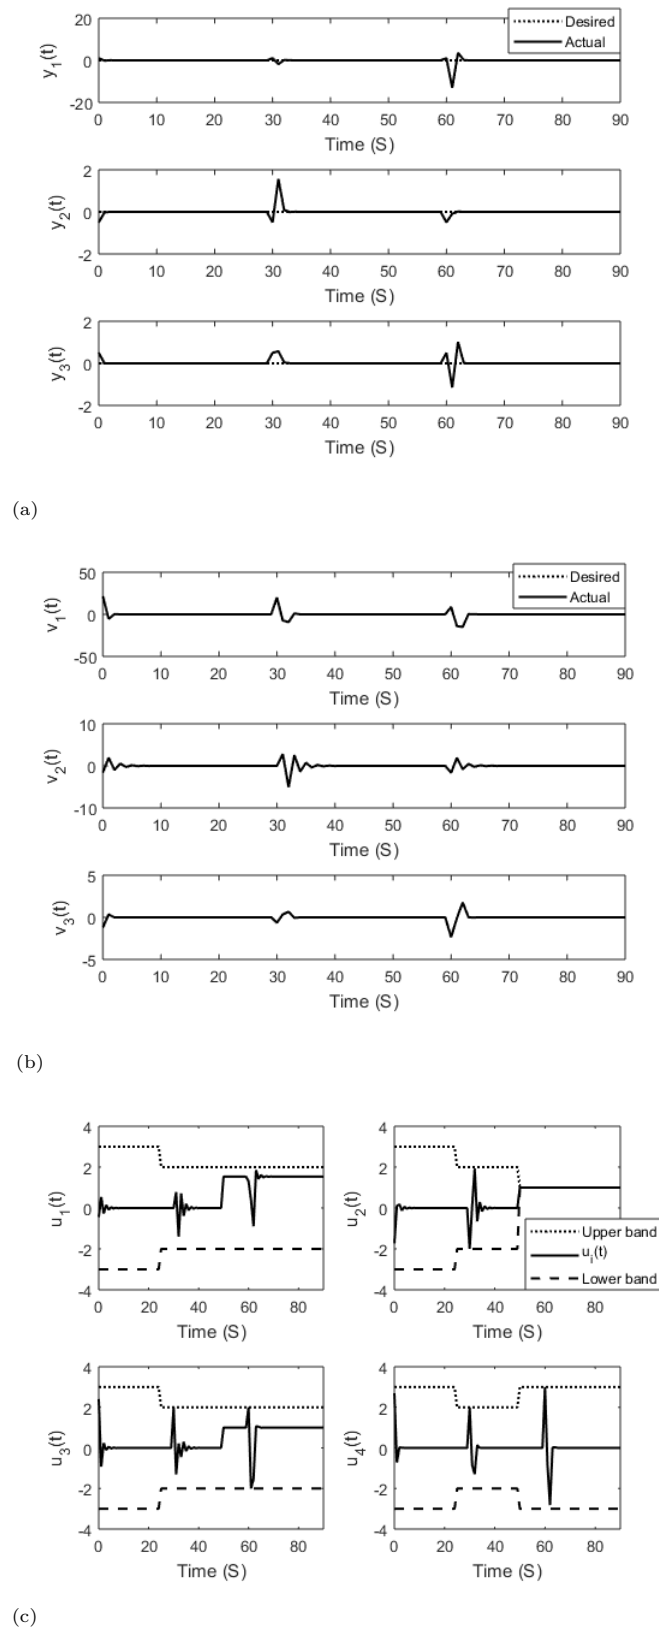 20
0
-20
y1(t)
Desired
Actual
0 10 20 30 40 50 60 70 80 90
Time (S)
2
0
-2
y2(t)
0 10 20 30 40 50 60 70 80 90
Time (S)
2
0
-2
y3(t)
0 10 20 30 40 50 60 70 80 90
Time (S)
(a)
50
0
-50
v1(t)
Desired
Actual
0 10 20 30 40 50 60 70 80 90
Time (S)
10
0
-10
v2(t)
0 10 20 30 40 50 60 70 80 90
Time (S)
5
0
-5
v3(t)
0 10 20 30 40 50 60 70 80 90
Time (S)
(b)
4
2
0
-2
-4
u1(t)
0 20 40 60 80
Time (S)
4
2
0
-2
-4
u2(t)
Upper band
ui(t)
Lower band
0 20 40 60 80
Time (S)
4
2
0
-2
-4
u3(t)
0 20 40 60 80
Time (S)
4
2
0
-2
-4
u4(t)
0 20 40 60 80
Time (S)
(c)